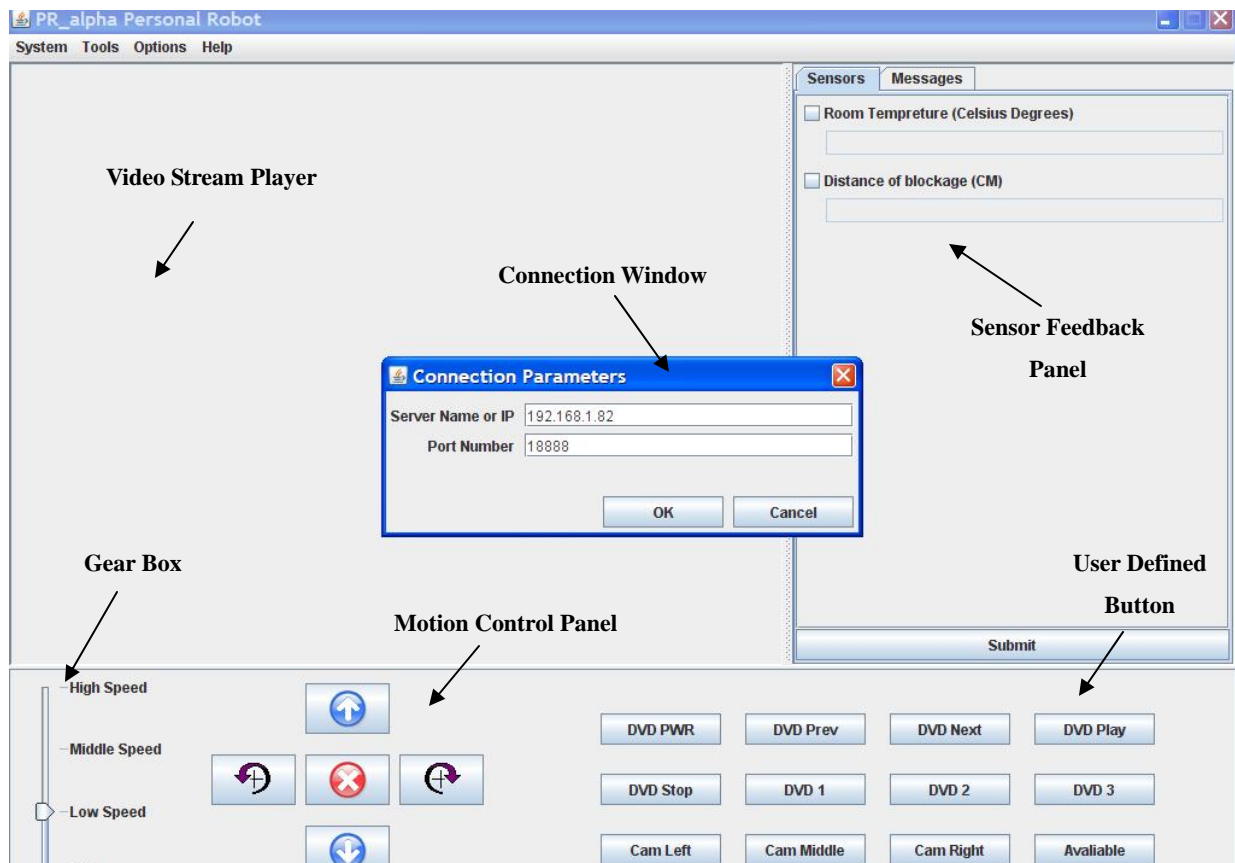 PR_alpha Personal Robot
System Tools Options Help
Sensors Messages
Room Tempreture (Celsius Degrees)
Distance of blockage (CM)
Video Stream Player
Connection Window
Sensor Feedback
Panel
Connection Parameters
Server Name or IP 192.168.1.82
Port Number 18888
OK Cancel
Gear Box
User Defined
Button
Motion Control Panel
Submit
High Speed
Middle Speed
Low Speed
DVD PWR DVD Prev DVD Next DVD Play
DVD Stop DVD 1 DVD 2 DVD 3
Cam Left Cam Middle Cam Right Avaliable